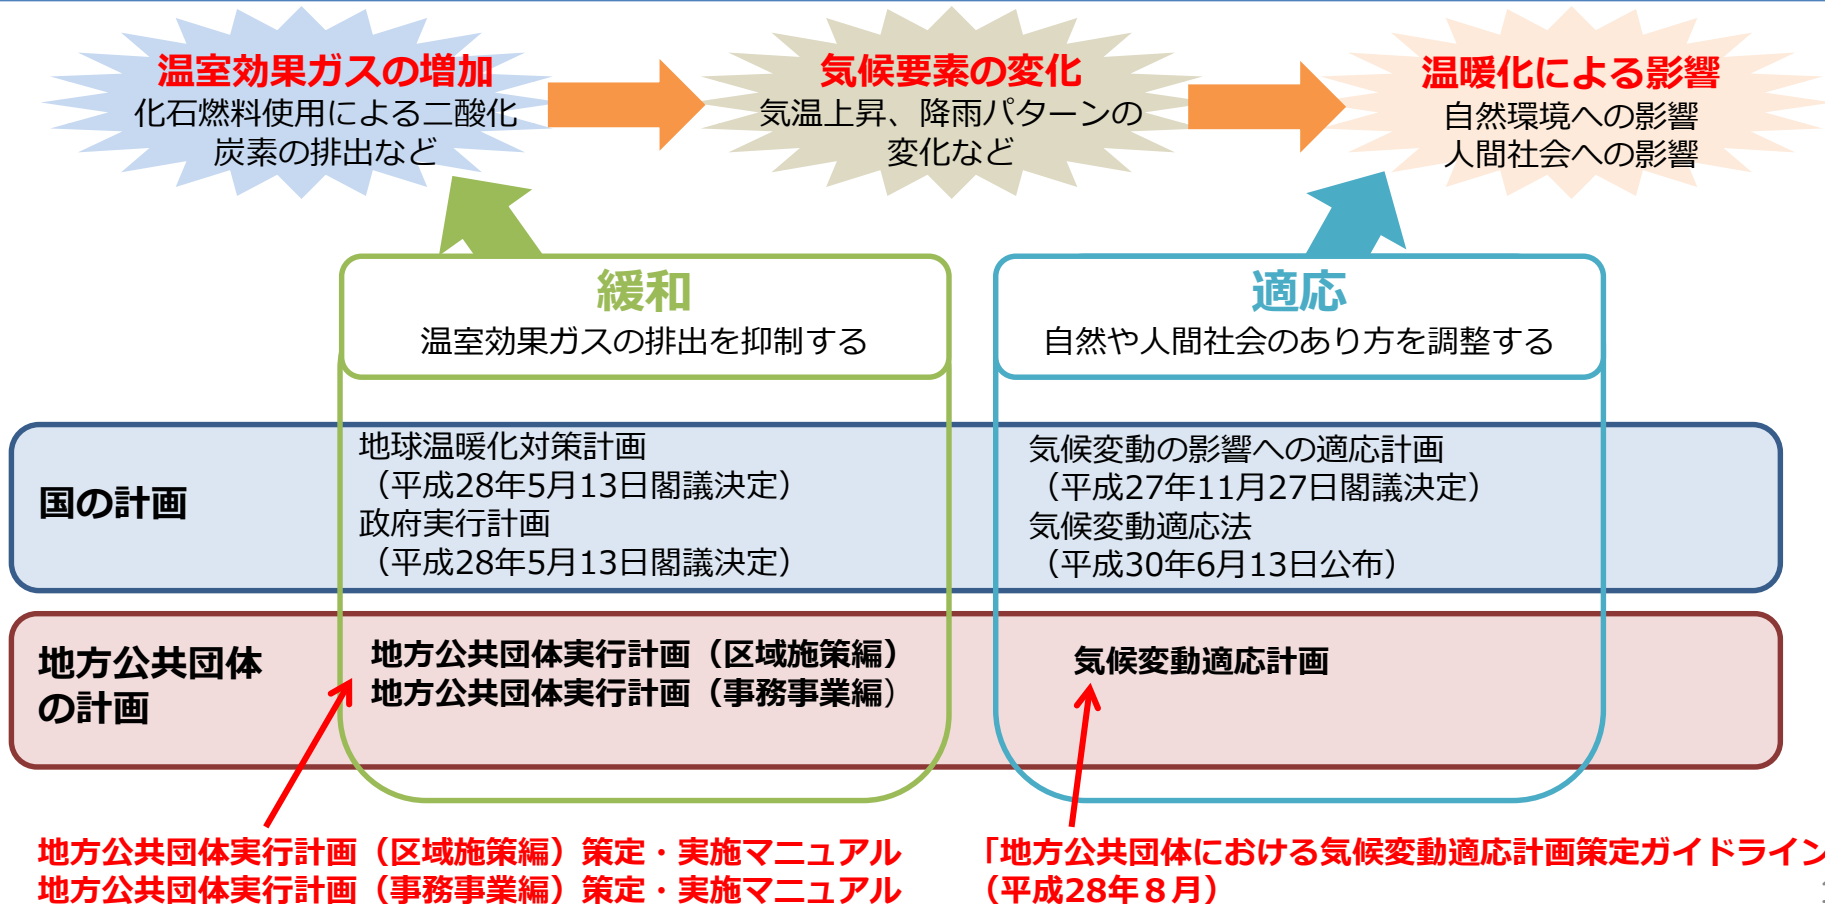 温室効果ガスの増加
化石燃料使用による二酸化
炭素の排出など
気候要素の変化
気温上昇、降雨パターンの
変化など
温暖化による影響
自然環境への影響
人間社会への影響
緩和
温室効果ガスの排出を抑制する
適応
自然や人間社会のあり方を調整する
国の計画
地球温暖化対策計画
（平成28年5月13日閣議決定）
政府実行計画
（平成28年5月13日閣議決定）
気候変動の影響への適応計画
（平成27年11月27日閣議決定）
気候変動適応法
（平成30年6月13日公布）
地方公共団体
の計画
地方公共団体実行計画（区域施策編）
地方公共団体実行計画（事務事業編）
気候変動適応計画
地方公共団体実行計画（区域施策編）策定・実施マニュアル
地方公共団体実行計画（事務事業編）策定・実施マニュアル
「地方公共団体における気候変動適応計画策定ガイドライン
（平成28年８月）